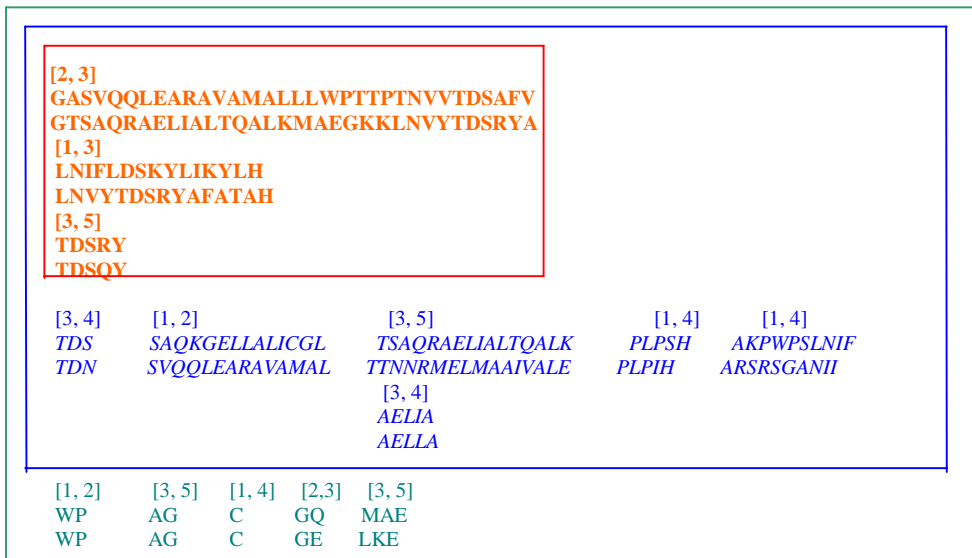 [2, 3]
GASVQQLEARAVAMALLLWPTTPTNVVTDSAFV
GTSAQRAELIALTQALKMAEGKKLNVYTDSRYA
[1, 3]
LNIFLDSKYLIKYLH
LNVYTDSRYAFATAH
[3, 5]
TDSRY
TDSQY
[3, 4] [1, 2] [3, 5] [1, 4] [1, 4]
TDS SAQKGELLALICGL TSAQRAELIALTQALK PLPSH AKPWPSLNIF
TDN SVQQLEARAVAMAL TTNNRMELMAAIVALE PLPIH ARSRSGANII
[3, 4]
AELIA
AELLA
[1, 2] [3, 5] [1, 4] [2,3] [3, 5]
WP AG C GQ MAE
WP AG C GE LKE